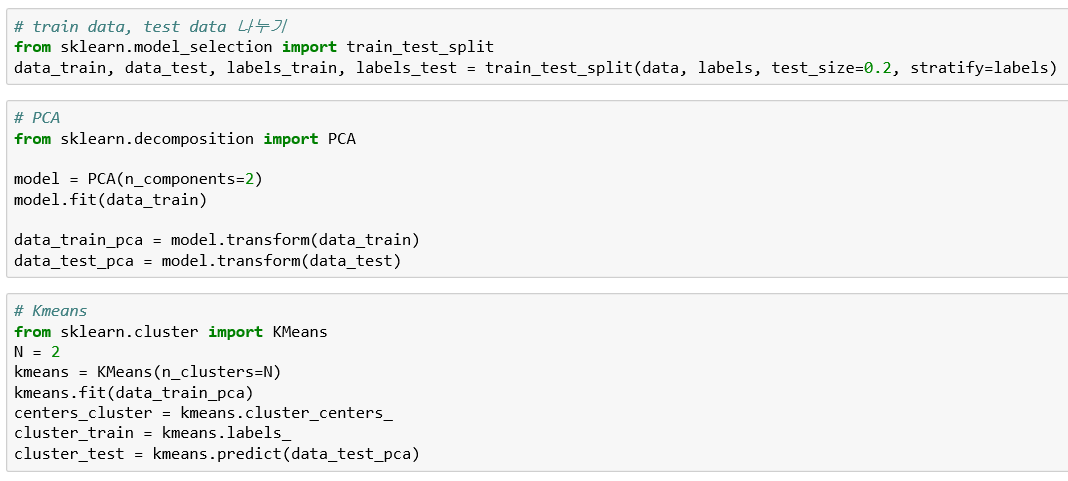 # train data, test data 나누기
from sklearn.model_selection import train_test_split
data_train, data_test, labels_train, labels_test = train_test_split(data, labels, test_size=0.2, stratify=labels)
# PCA
from sklearn.decomposition import PCA
model = PCA(n_components=2)
model.fit(data_train)
data_train_pca = model.transform(data_train)
data_test_pca = model.transform(data_test)
# Kmeans
from sklearn.cluster import KMeans
N = 2
kmeans = KMeans(n_clusters=N)
kmeans.fit(data_train_pca)
centers_cluster = kmeans.cluster_centers_
cluster_train = kmeans.labels_
cluster_test = kmeans.predict(data_test_pca)